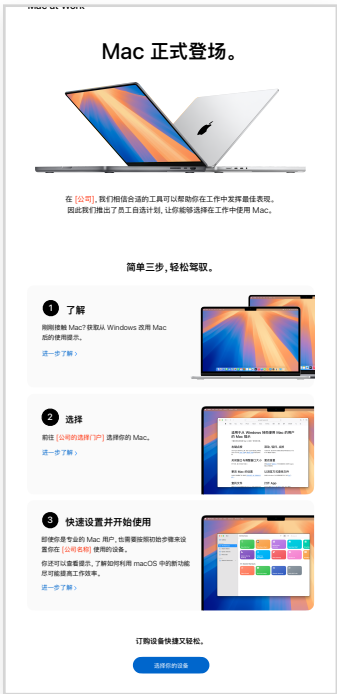 Mac at Work
Mac 正式登场。
在 [公司], 我们相信合适的工具可以帮助你在工作中发挥最佳表现。
因此我们推出了员工自选计划, 让你能够选择在工作中使用 Mac。
简单三步, 轻松驾驭。
1 了解
刚刚接触 Mac? 获取从 Windows 改用 Mac
后的使用提示。
进一步了解 ›
2 选择
前往 [公司的选择门户] 选择你的 Mac。
进一步了解 ›
3 快速设置并开始使用
即使你是专业的 Mac 用户, 也需要按照初始步骤来设
置你在 [公司名称] 使用的设备。
你还可以查看提示, 了解如何利用 macOS 中的新功能
尽可能提高工作效率。
进一步了解 ›
订购设备快捷又轻松。
选择你的设备